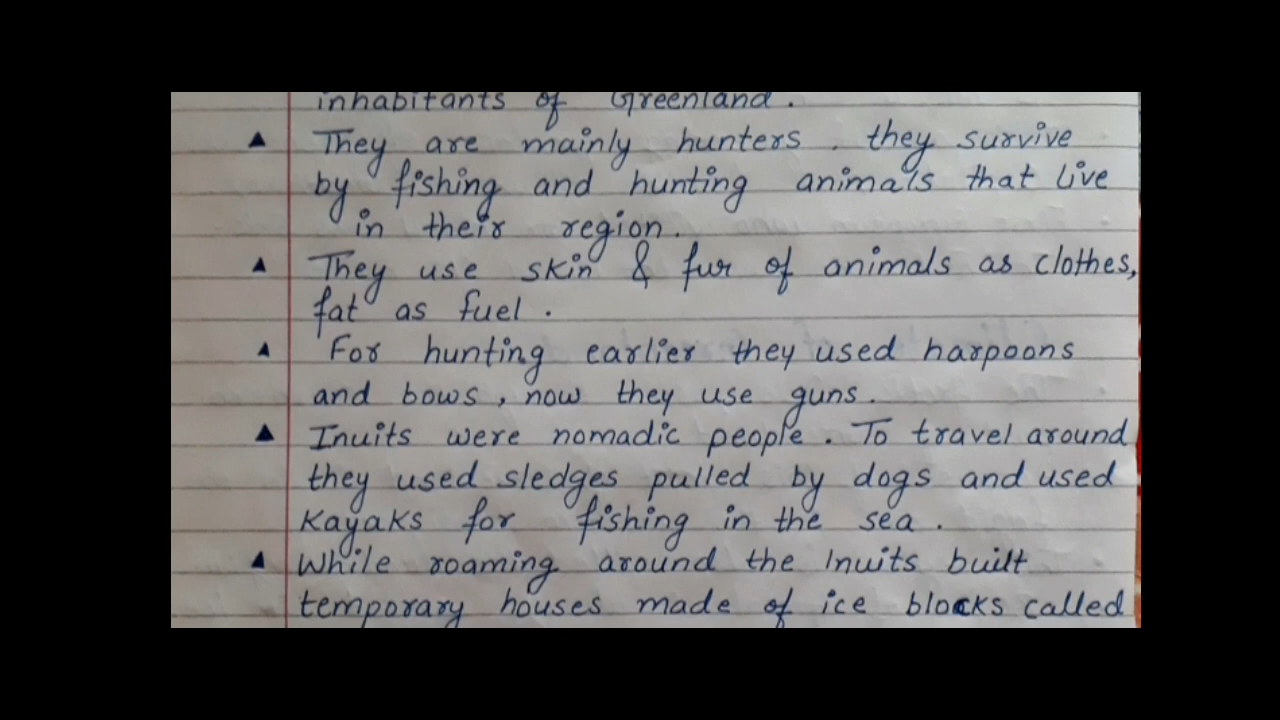 inhabitants of Greenland.
▲ They are mainly hunters. they survive
by fishing and hunting animals that live
in their region.
▲ They use skin & fur of animals as clothes,
fat as fuel.
▲ For hunting earlier they used harpoons
and bows, now they use guns.
▲ Inuits were nomadic people. To travel around
they used sledges pulled by dogs and used
Kayaks for fishing in the sea.
▲ While roaming around the Inuits built
temporary houses made of ice blocks called